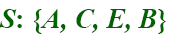 S: {A, C, E, B}